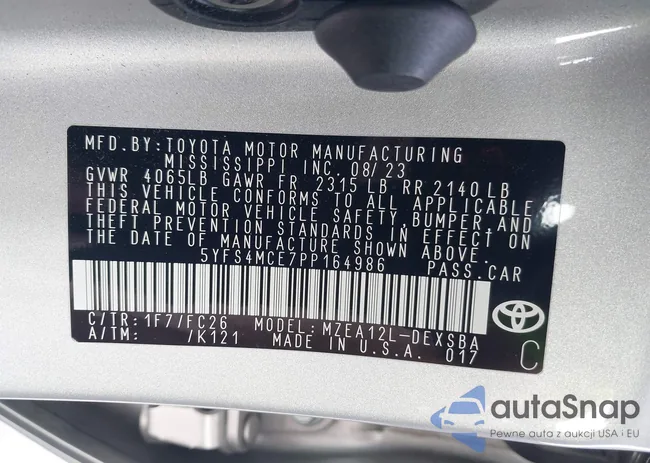 MFD.BY:TOYOTA MOTOR MANUFACTURING
MISSISSIPPI INC. 08/23
GVWR 4065LB GAWR FR 2315LB RR 2140LB
THIS VEHICLE CONFORMS TO ALL APPLICABLE
FEDERAL MOTOR VEHICLE SAFETY, BUMPER, AND
THEFT PREVENTION STANDARDS IN EFFECT ON
THE DATE OF MANUFACTURE SHOWN ABOVE.
5YFS4MCE7PP164986 PASS.CAR
C/TR: 1F7/FC26 MODEL: MZEA12L-DEXSBA
A/TM: /K121 MADE IN U.S.A. 017
C
autaSnap
Pewne auta z aukcji USA i EU